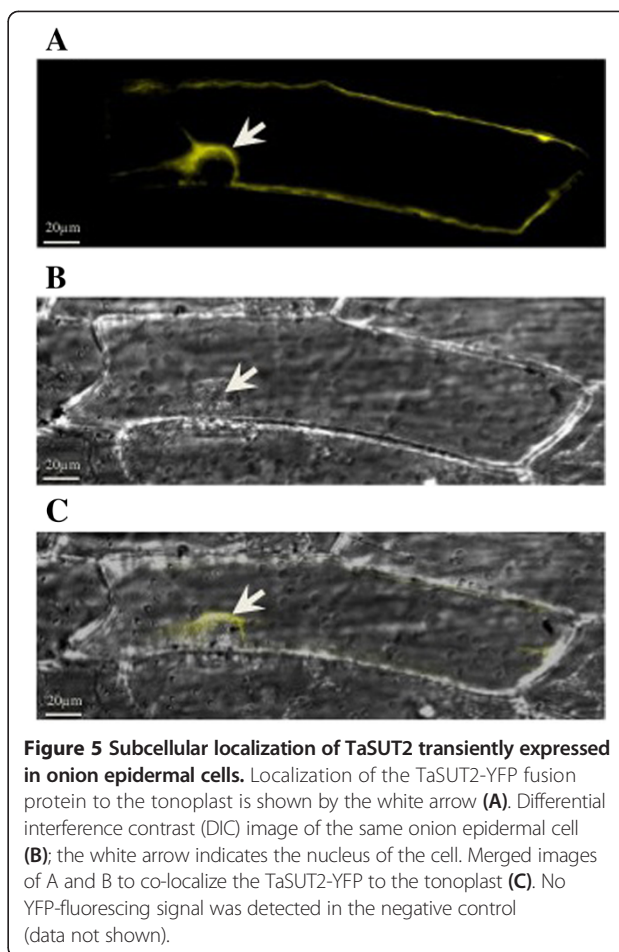 A
20µm
B
20µm
C
20µm
Figure 5 Subcellular localization of TaSUT2 transiently expressed
in onion epidermal cells. Localization of the TaSUT2-YFP fusion
protein to the tonoplast is shown by the white arrow (A). Differential
interference contrast (DIC) image of the same onion epidermal cell
(B); the white arrow indicates the nucleus of the cell. Merged images
of A and B to co-localize the TaSUT2-YFP to the tonoplast (C). No
YFP-fluorescing signal was detected in the negative control
(data not shown).